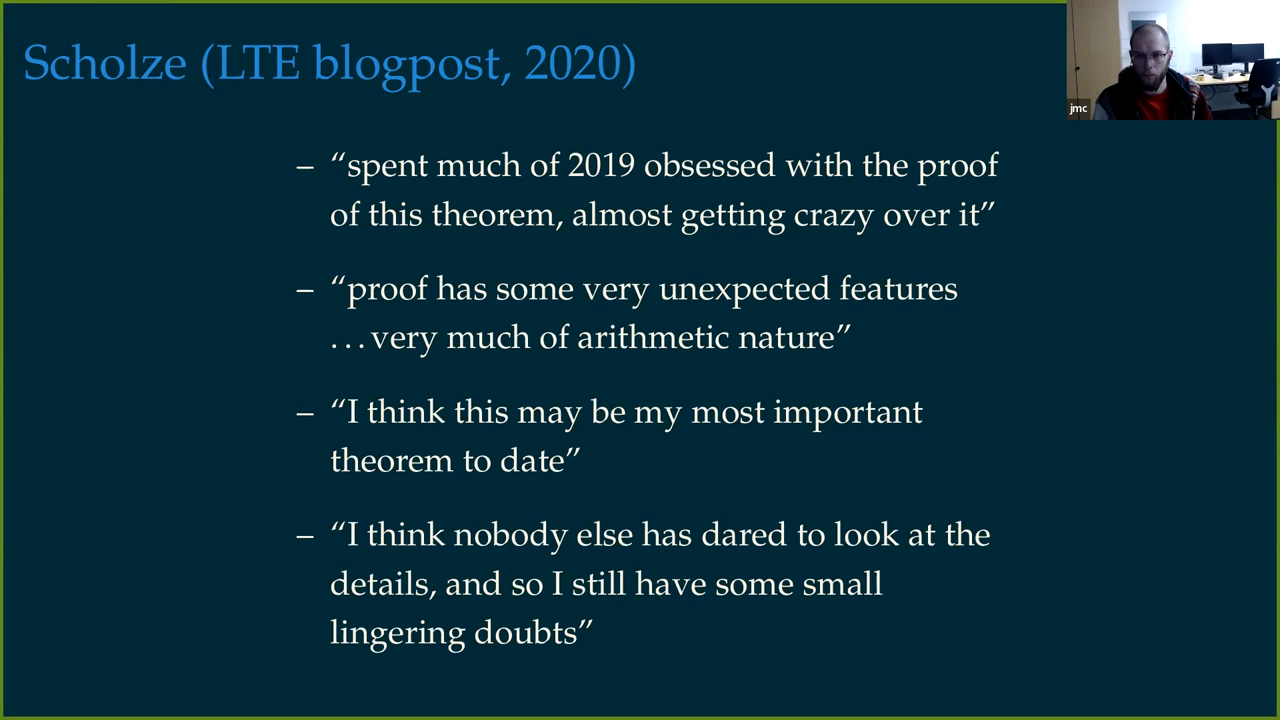 Scholze (LTE blogpost, 2020)
jmc
– “spent much of 2019 obsessed with the proof
of this theorem, almost getting crazy over it”
– “proof has some very unexpected features
...very much of arithmetic nature”
– “I think this may be my most important
theorem to date”
– “I think nobody else has dared to look at the
details, and so I still have some small
lingering doubts”